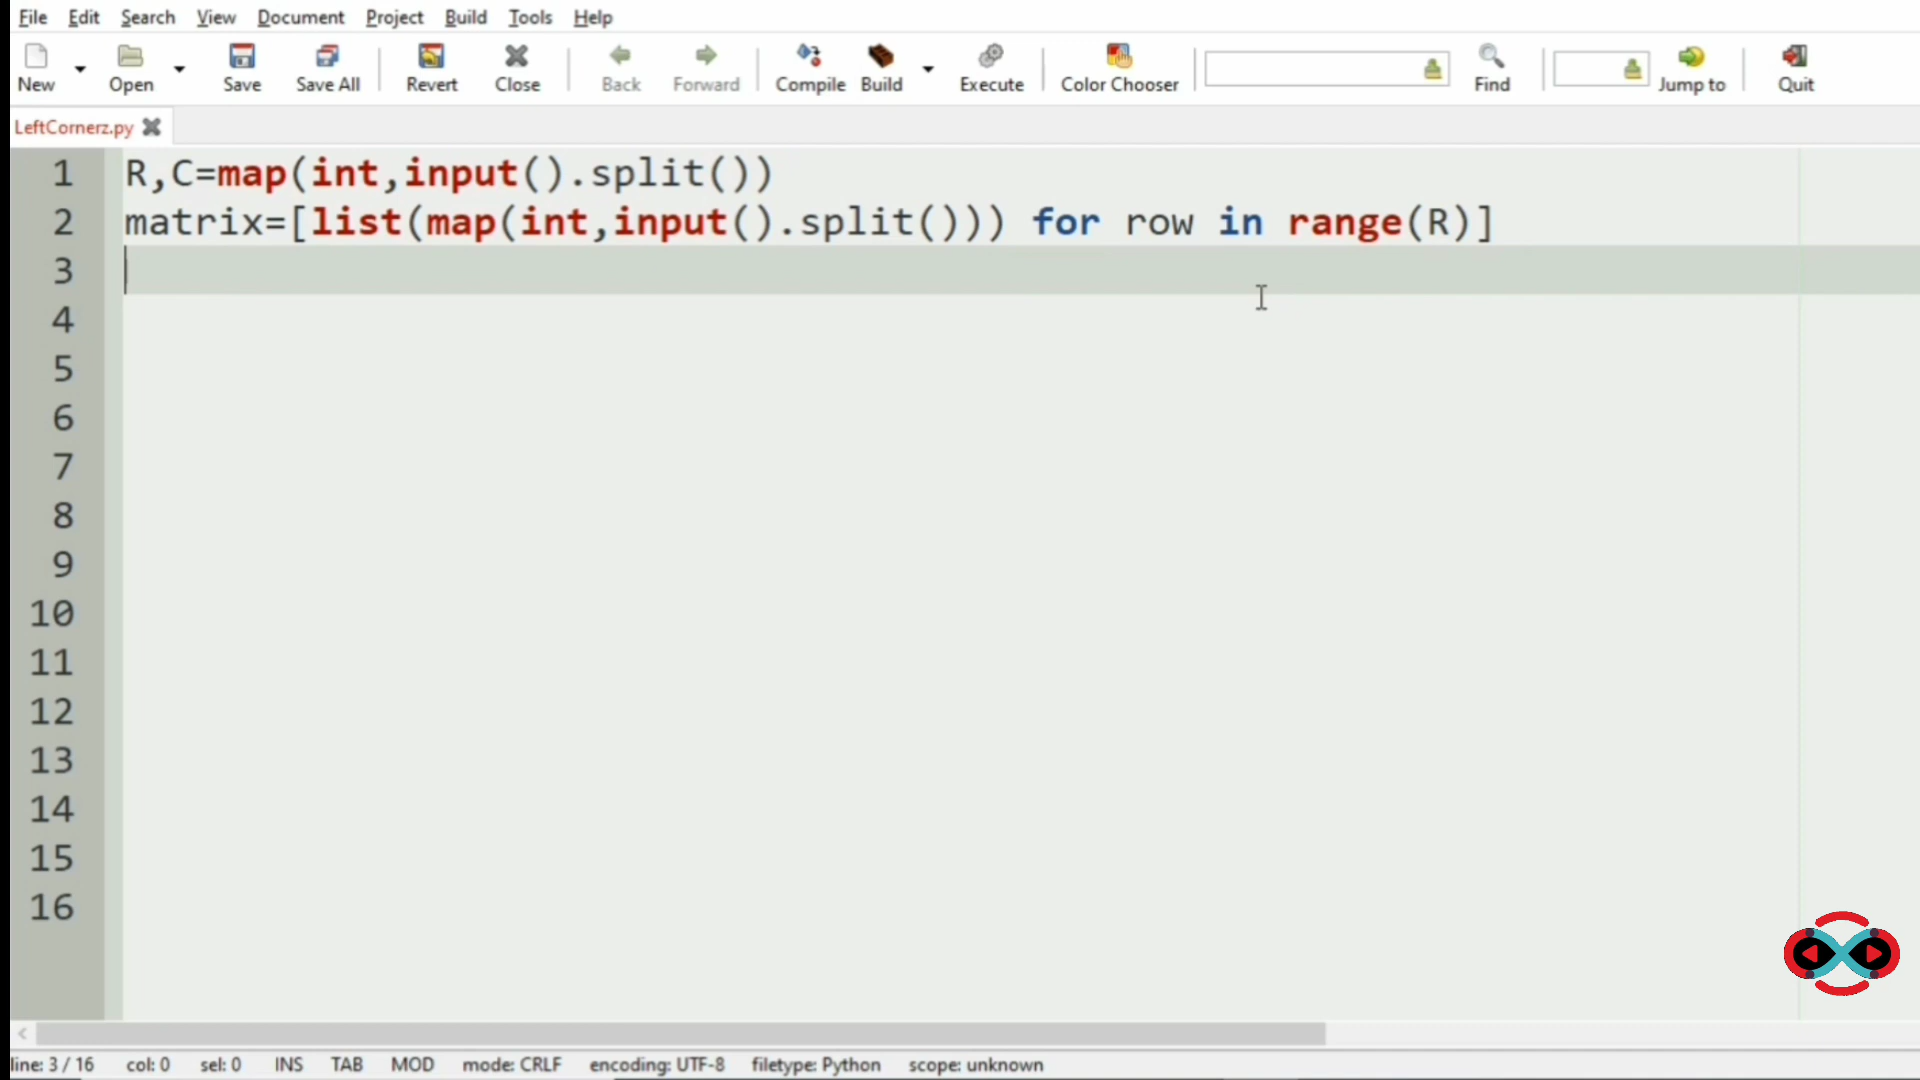 File Edit Search View Document Project Build Tools Help
New Open Save Save All Revert Close Back Forward Compile Build Execute Color Chooser Find Jump to Quit
LeftCornerz.py
1 R,C=map(int,input().split())
2 matrix=[list(map(int,input().split())) for row in range(R)]
3
4
5
6
7
8
9
10
11
12
13
14
15
16
line: 3 / 16 col: 0 sel: 0 INS TAB MOD mode: CRLF encoding: UTF-8 filetype: Python scope: unknown